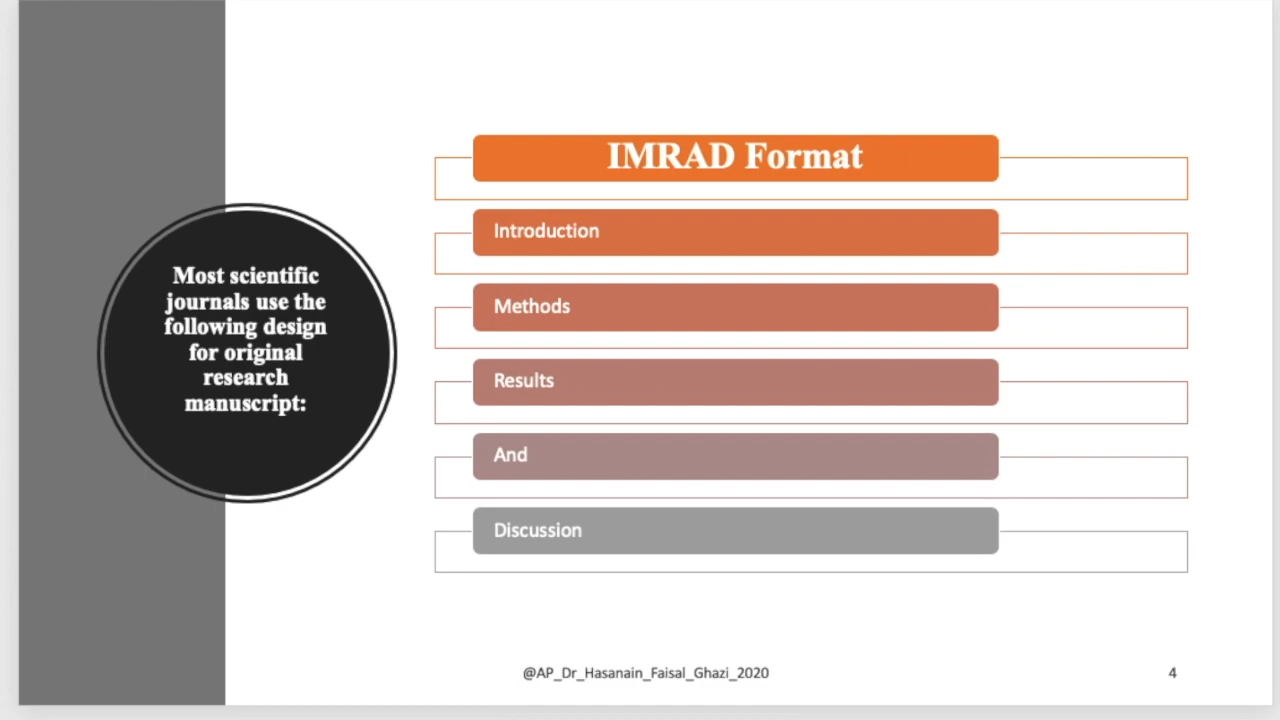 Most scientific
journals use the
following design
for original
research
manuscript:
IMRAD Format
Introduction
Methods
Results
And
Discussion
@AP_Dr_Hasanain_Faisal_Ghazi_2020
4